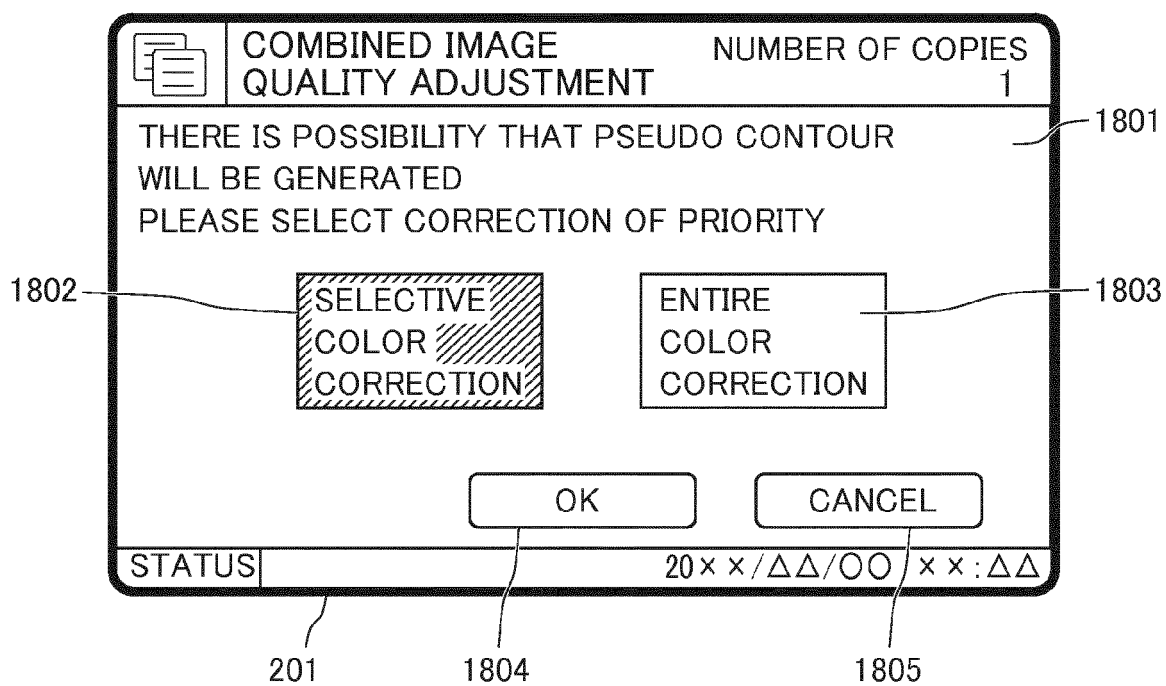 COMBINED IMAGE
QUALITY ADJUSTMENT
NUMBER OF COPIES
1
THERE IS POSSIBILITY THAT PSEUDO CONTOUR
WILL BE GENERATED
PLEASE SELECT CORRECTION OF PRIORITY
1801
1802
SELECTIVE
COLOR
CORRECTION
ENTIRE
COLOR
CORRECTION
1803
OK
CANCEL
STATUS
20××/△△/○○ ××:△△
201
1804
1805